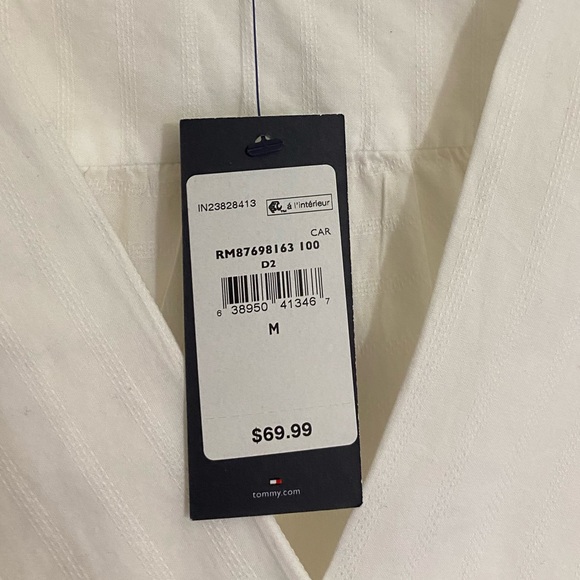 IN23828413 à l'intérieur
CAR
RM87698163 100
D2
6 38950 41346 7
M
$69.99
tommy.com